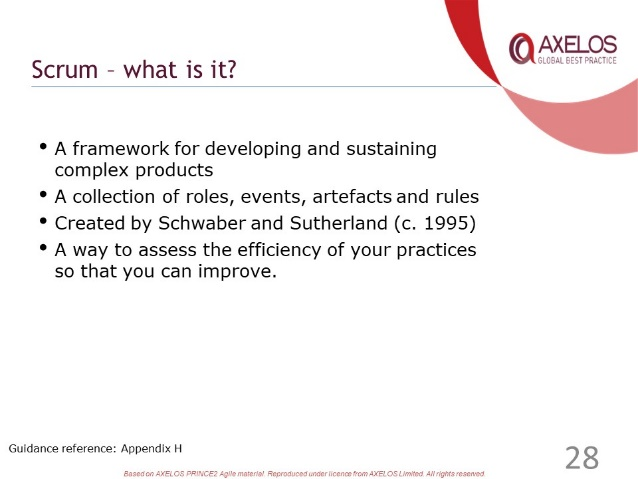 AXELOS
GLOBAL BEST PRACTICE
Scrum – what is it?
• A framework for developing and sustaining
complex products
• A collection of roles, events, artefacts and rules
• Created by Schwaber and Sutherland (c. 1995)
• A way to assess the efficiency of your practices
so that you can improve.
Guidance reference: Appendix H
28
Based on AXELOS PRINCE2 Agile material. Reproduced under licence from AXELOS Limited. All rights reserved.